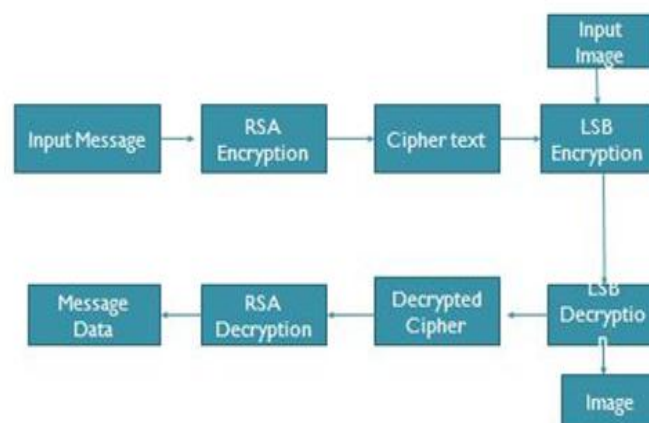 Input
Image
Input Message
RSA
Encryption
Cipher text
LSB
Encryption
Message
Data
RSA
Decryption
Decrypted
Cipher
LSB
Decryptio
n
Image